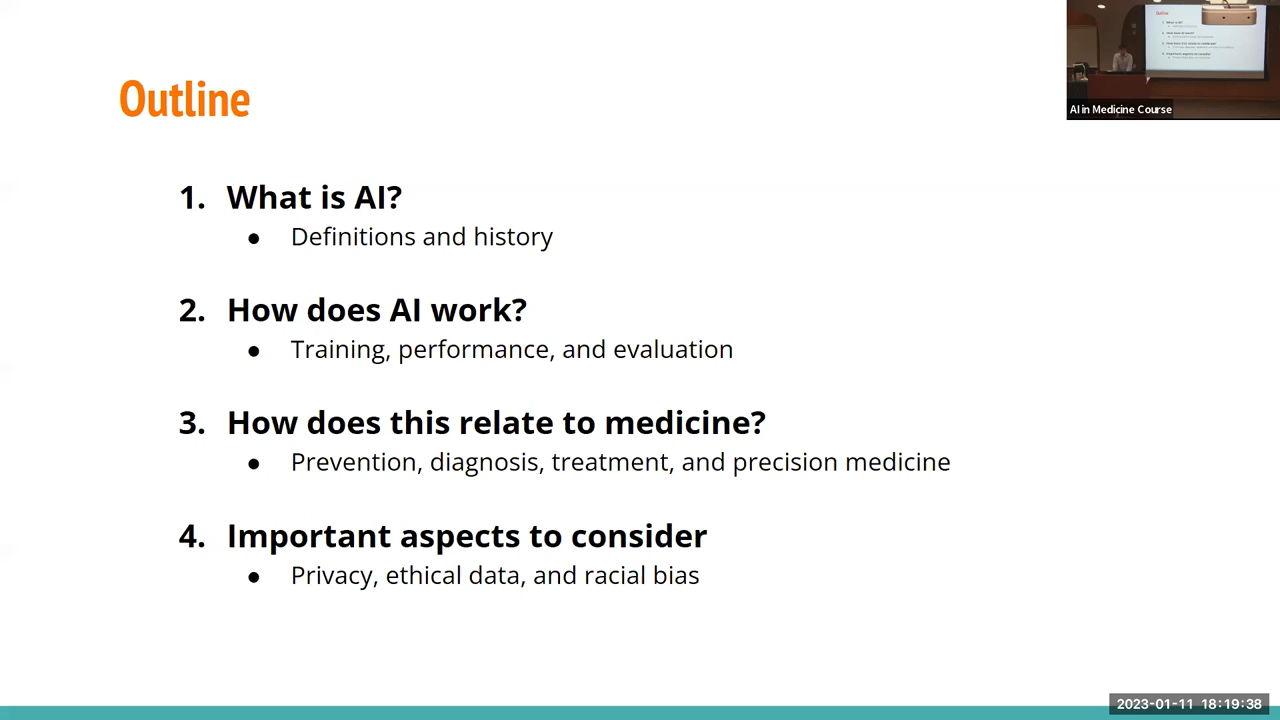 Outline
1. What is AI?
● Definitions and history
2. How does AI work?
● Training, performance, and evaluation
3. How does this relate to medicine?
● Prevention, diagnosis, treatment, and precision medicine
4. Important aspects to consider
● Privacy, ethical data, and racial bias
AI in Medicine Course
2023-01-11 18:19:38